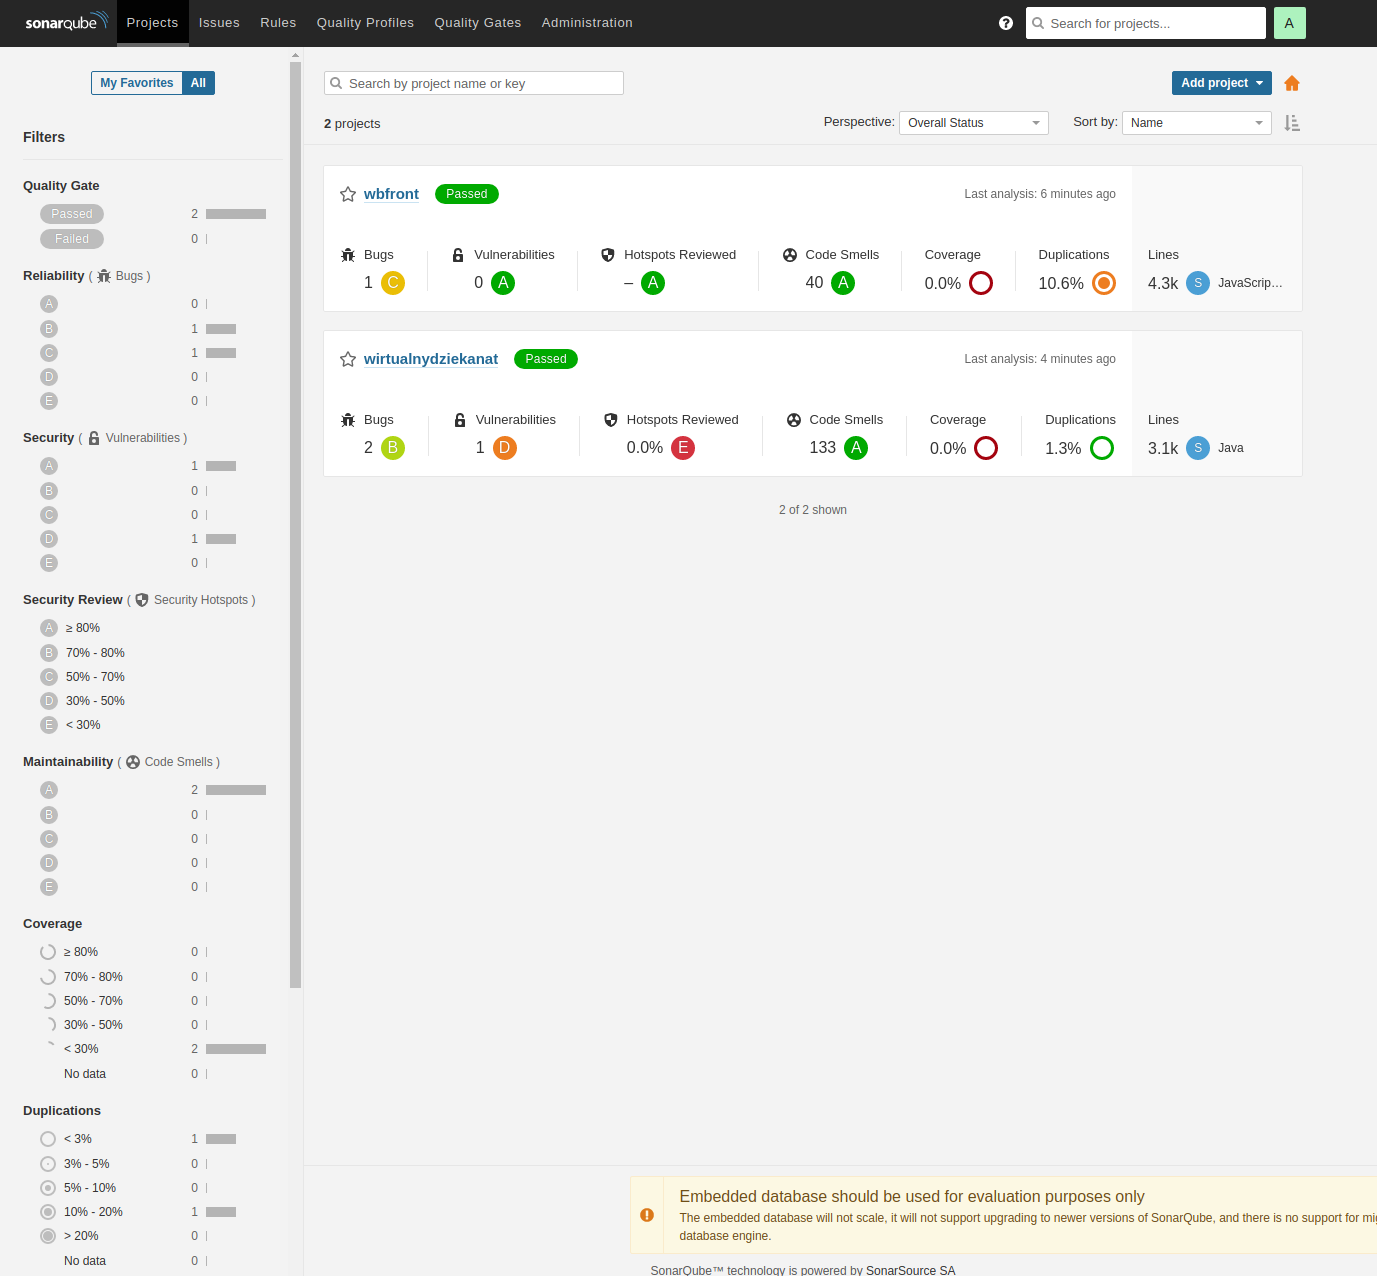 sonarqube Projects Issues Rules Quality Profiles Quality Gates Administration ? Search for projects... A
My Favorites All
Filters
Quality Gate
Passed 2
Failed 0
Reliability ( Bugs )
A 0
B 1
C 1
D 0
E 0
Security ( Vulnerabilities )
A 1
B 0
C 0
D 1
E 0
Security Review ( Security Hotspots )
A ≥ 80%
B 70% - 80%
C 50% - 70%
D 30% - 50%
E < 30%
Maintainability ( Code Smells )
A 2
B 0
C 0
D 0
E 0
Coverage
≥ 80% 0
70% - 80% 0
50% - 70% 0
30% - 50% 0
< 30% 2
No data 0
Duplications
< 3% 1
3% - 5% 0
5% - 10% 0
10% - 20% 1
> 20% 0
No data 0
Search by project name or key Add project
2 projects Perspective: Overall Status Sort by: Name
wbfront Passed Last analysis: 6 minutes ago
Bugs Vulnerabilities Hotspots Reviewed Code Smells Coverage Duplications Lines
1 C 0 A – A 40 A 0.0% 10.6% 4.3k S JavaScrip...
wirtualnydziekanat Passed Last analysis: 4 minutes ago
Bugs Vulnerabilities Hotspots Reviewed Code Smells Coverage Duplications Lines
2 B 1 D 0.0% E 133 A 0.0% 1.3% 3.1k S Java
2 of 2 shown
Embedded database should be used for evaluation purposes only
The embedded database will not scale, it will not support upgrading to newer versions of SonarQube, and there is no support for
database engine.
SonarQube™ technology is powered by SonarSource SA